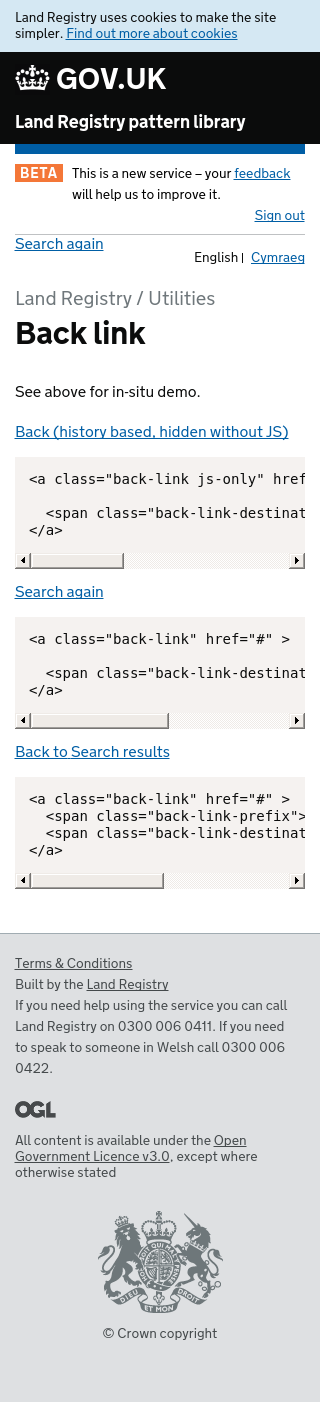 Land Registry uses cookies to make the site
simpler. Find out more about cookies
GOV.UK
Land Registry pattern library
BETA This is a new service – your feedback
will help us to improve it.
Sign out
Search again
English | Cymraeg
Land Registry / Utilities
Back link
See above for in-situ demo.
Back (history based, hidden without JS)
<a class="back-link js-only" href
<span class="back-link-destinat
</a>
Search again
<a class="back-link" href="#" >
<span class="back-link-destinat
</a>
Back to Search results
<a class="back-link" href="#" >
<span class="back-link-prefix">
<span class="back-link-destinat
</a>
Terms & Conditions
Built by the Land Registry
If you need help using the service you can call
Land Registry on 0300 006 0411. If you need
to speak to someone in Welsh call 0300 006
0422.
OGL
All content is available under the Open
Government Licence v3.0, except where
otherwise stated
© Crown copyright